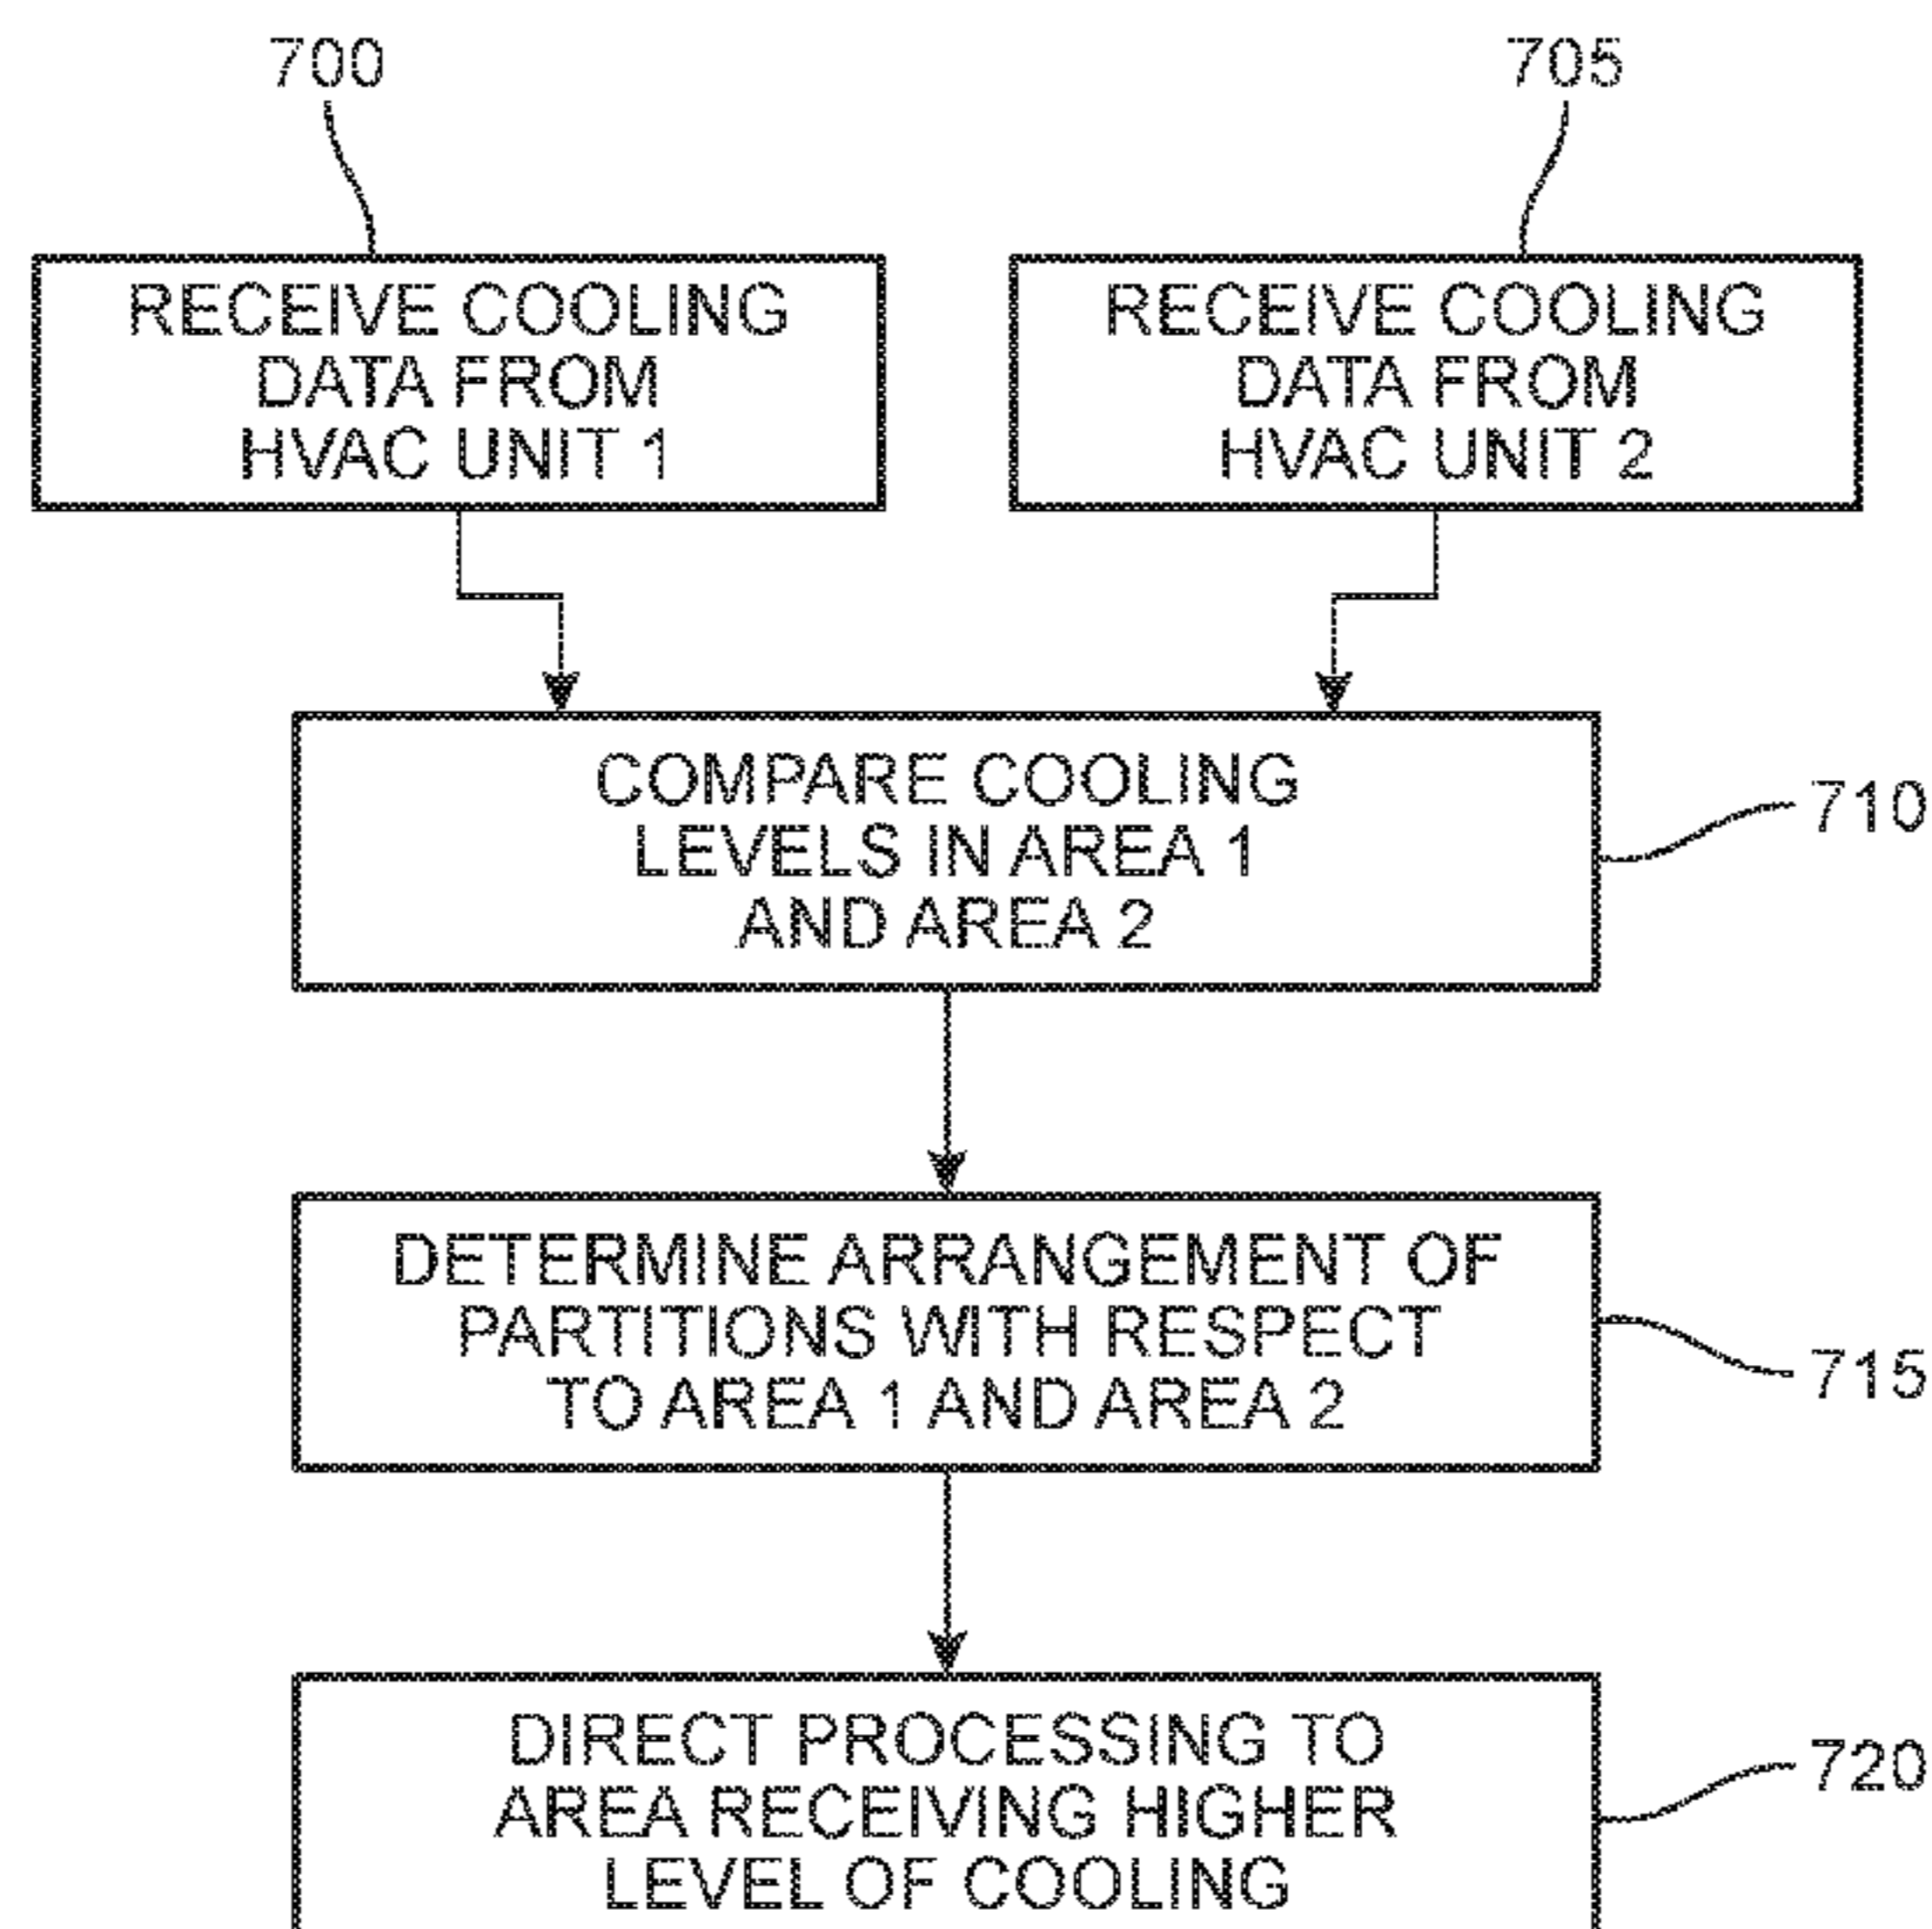 700
705
RECEIVE COOLING
DATA FROM
HVAC UNIT 1
RECEIVE COOLING
DATA FROM
HVAC UNIT 2
COMPARE COOLING
LEVELS IN AREA 1
AND AREA 2
710
DETERMINE ARRANGEMENT OF
PARTITIONS WITH RESPECT
TO AREA 1 AND AREA 2
715
DIRECT PROCESSING TO
AREA RECEIVING HIGHER
LEVEL OF COOLING
720